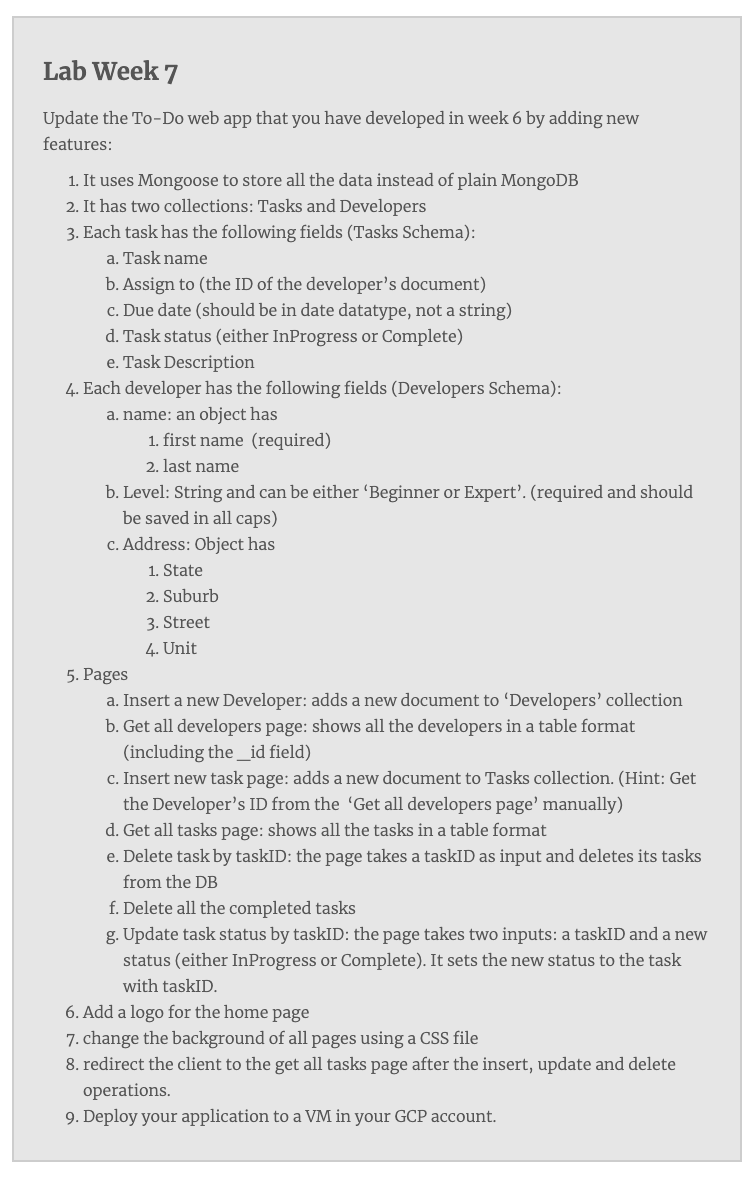 Lab Week 7
Update the To-Do web app that you have developed in week 6 by adding new
features:
1. It uses Mongoose to store all the data instead of plain MongoDB
2. It has two collections: Tasks and Developers
3. Each task has the following fields (Tasks Schema):
a. Task name
b. Assign to (the ID of the developer’s document)
c. Due date (should be in date datatype, not a string)
d. Task status (either InProgress or Complete)
e. Task Description
4. Each developer has the following fields (Developers Schema):
a. name: an object has
1. first name (required)
2. last name
b. Level: String and can be either ‘Beginner or Expert’. (required and should
be saved in all caps)
c. Address: Object has
1. State
2. Suburb
3. Street
4. Unit
5. Pages
a. Insert a new Developer: adds a new document to ‘Developers’ collection
b. Get all developers page: shows all the developers in a table format
(including the _id field)
c. Insert new task page: adds a new document to Tasks collection. (Hint: Get
the Developer’s ID from the ‘Get all developers page’ manually)
d. Get all tasks page: shows all the tasks in a table format
e. Delete task by taskID: the page takes a taskID as input and deletes its tasks
from the DB
f. Delete all the completed tasks
g. Update task status by taskID: the page takes two inputs: a taskID and a new
status (either InProgress or Complete). It sets the new status to the task
with taskID.
6. Add a logo for the home page
7. change the background of all pages using a CSS file
8. redirect the client to the get all tasks page after the insert, update and delete
operations.
9. Deploy your application to a VM in your GCP account.